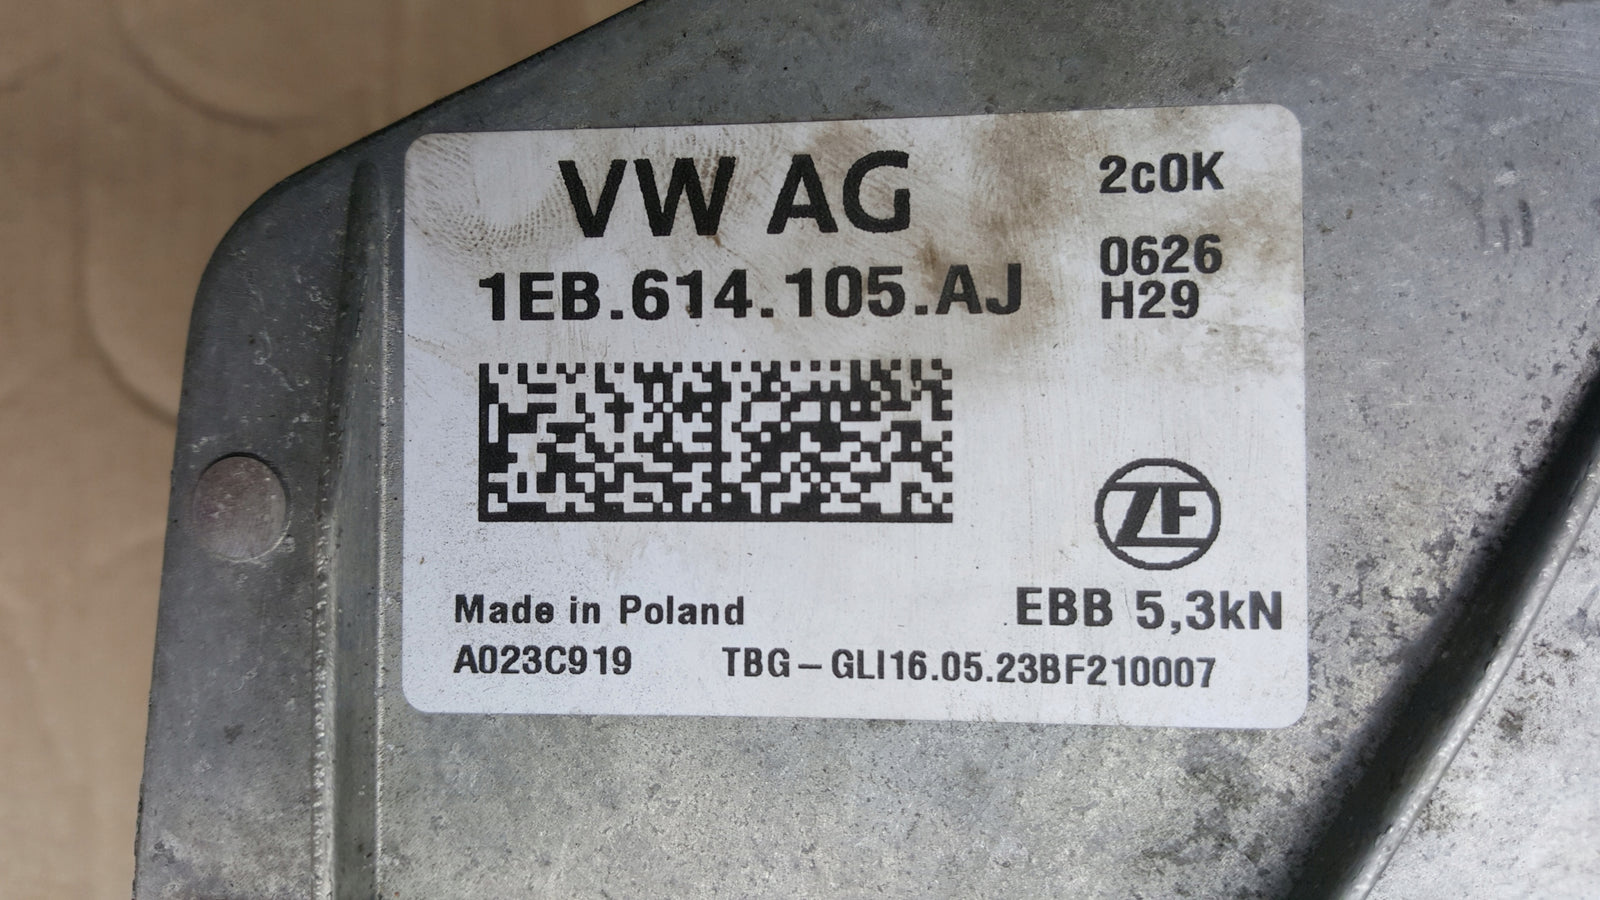 VW AG
1EB.614.105.AJ
2c0K
0626
H29
ZF
Made in Poland
EBB 5,3kN
A023C919
TBG-GLI16.05.23BF210007